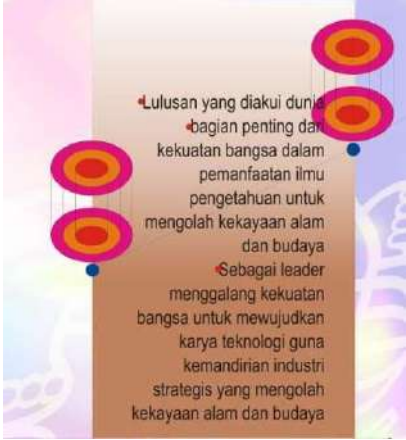 •Lulusan yang diakui dunia
•bagian penting dari
kekuatan bangsa dalam
pemanfaatan ilmu
pengetahuan untuk
mengolah kekayaan alam
dan budaya
•Sebagai leader
menggalang kekuatan
bangsa untuk mewujudkan
karya teknologi guna
kemandirian industri
strategis yang mengolah
kekayaan alam dan budaya